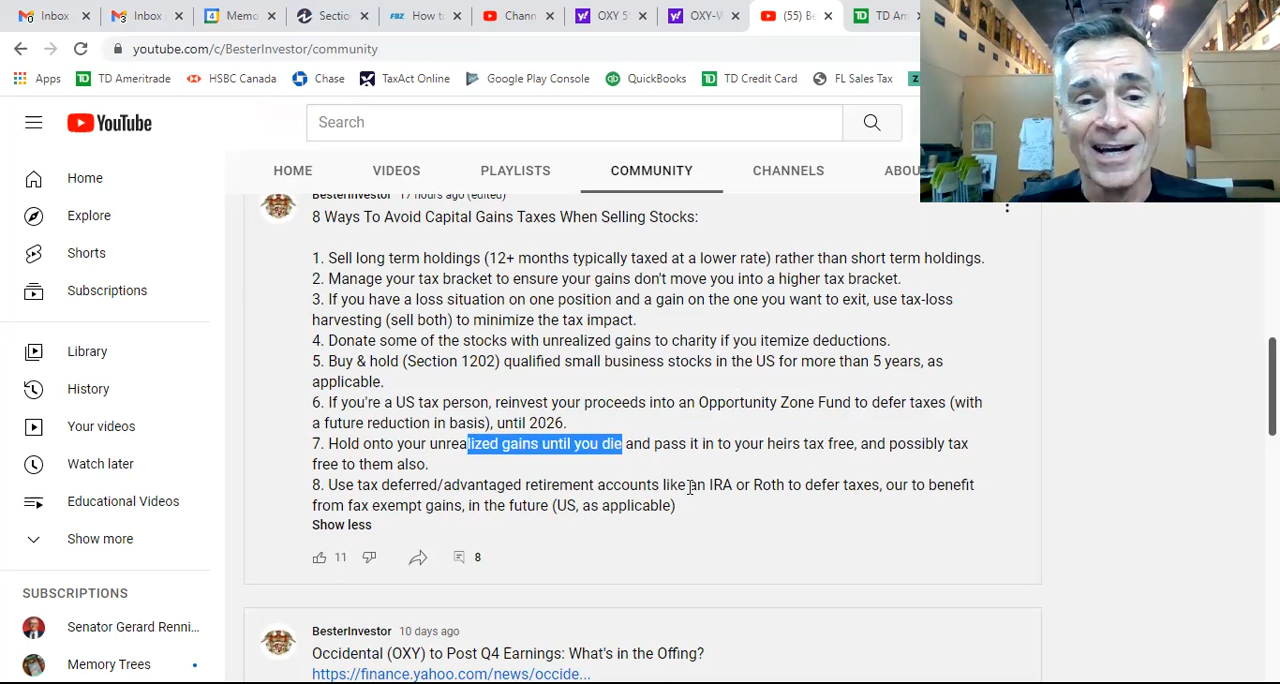 Inbox
Inbox
4
Memo
Section
FBZ
How to
Chann
OXY 5
OXY-W
(55) Be
TD Am
youtube.com/c/BesterInvestor/community
Apps
TD Ameritrade
HSBC Canada
Chase
TaxAct Online
Google Play Console
QuickBooks
TD Credit Card
FL Sales Tax
YouTube
Search
HOME
VIDEOS
PLAYLISTS
COMMUNITY
CHANNELS
ABOU
Home
Explore
Shorts
Subscriptions
Library
History
Your videos
Watch later
Educational Videos
Show more
SUBSCRIPTIONS
Senator Gerard Renni...
Memory Trees
BesterInvestor 17 hours ago (edited)
8 Ways To Avoid Capital Gains Taxes When Selling Stocks:
1. Sell long term holdings (12+ months typically taxed at a lower rate) rather than short term holdings.
2. Manage your tax bracket to ensure your gains don't move you into a higher tax bracket.
3. If you have a loss situation on one position and a gain on the one you want to exit, use tax-loss
harvesting (sell both) to minimize the tax impact.
4. Donate some of the stocks with unrealized gains to charity if you itemize deductions.
5. Buy & hold (Section 1202) qualified small business stocks in the US for more than 5 years, as
applicable.
6. If you're a US tax person, reinvest your proceeds into an Opportunity Zone Fund to defer taxes (with
a future reduction in basis), until 2026.
7. Hold onto your unrealized gains until you die and pass it in to your heirs tax free, and possibly tax
free to them also.
8. Use tax deferred/advantaged retirement accounts like an IRA or Roth to defer taxes, our to benefit
from fax exempt gains, in the future (US, as applicable)
Show less
11
8
BesterInvestor 10 days ago
Occidental (OXY) to Post Q4 Earnings: What's in the Offing?
https://finance.yahoo.com/news/occide...